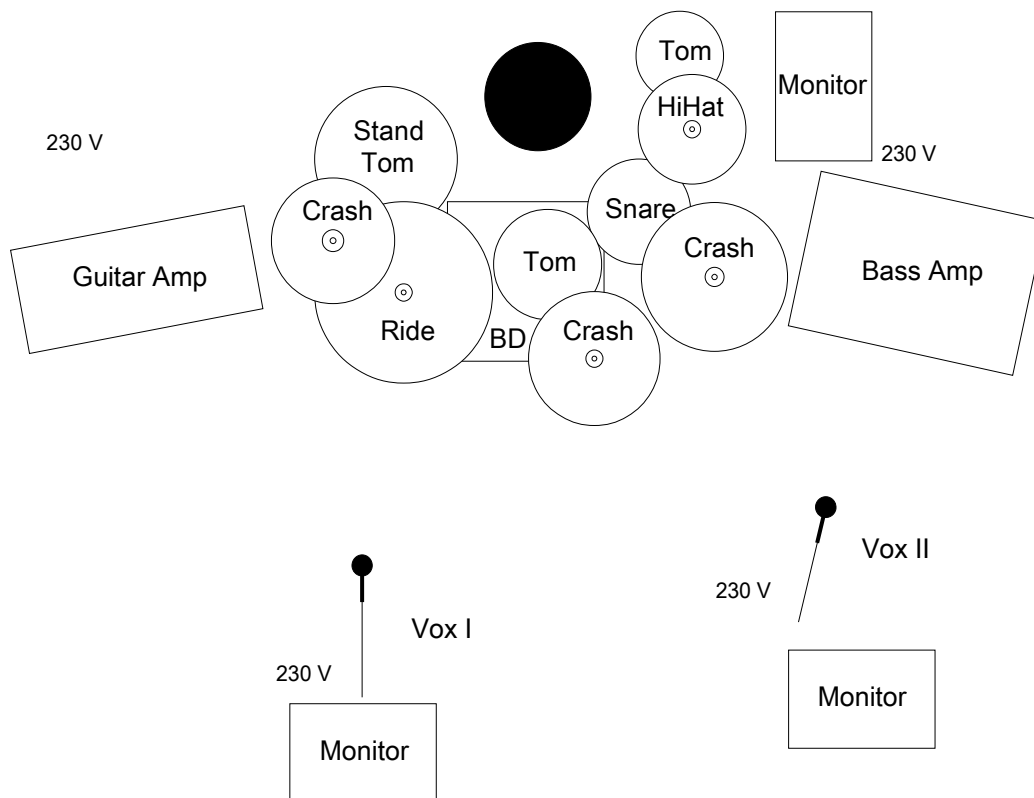 Tom
Monitor
HiHat
230 V
Stand
Tom
230 V
Crash
Snare
Crash
Tom
Guitar Amp
Bass Amp
Ride
BD
Crash
Vox II
230 V
Vox I
230 V
Monitor
Monitor